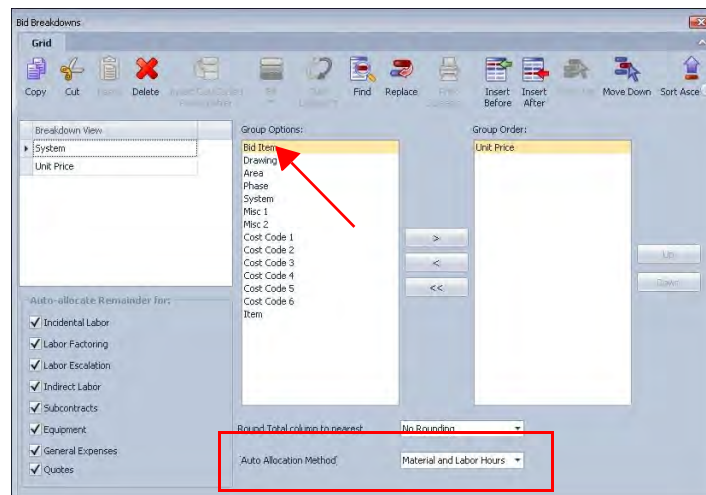 Bid Breakdowns
Grid
Copy Cut Paste Delete Find Replace Insert Before Insert After Move Down Sort Asce
Breakdown View
System
Unit Price
Group Options:
Bid Item
Drawing
Area
Phase
System
Misc 1
Misc 2
Cost Code 1
Cost Code 2
Cost Code 3
Cost Code 4
Cost Code 5
Cost Code 6
Item
>
<
<<
Group Order:
Unit Price
Up
Down
Auto-allocate Remainder for:
Incidental Labor
Labor Factoring
Labor Escalation
Indirect Labor
Subcontracts
Equipment
General Expenses
Quotes
Round Total column to nearest No Rounding
Auto Allocation Method Material and Labor Hours